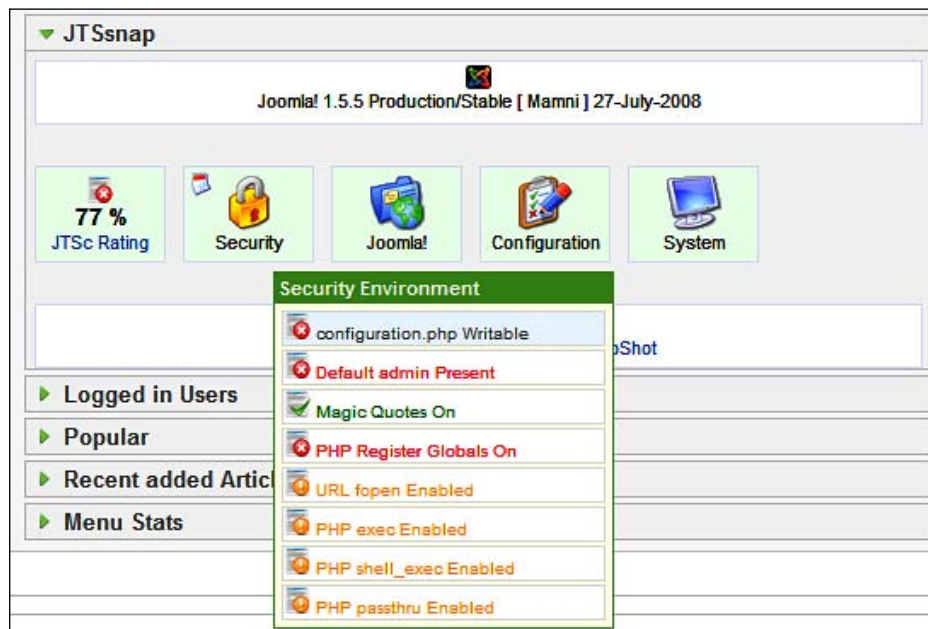 JTSsnap
Joomla! 1.5.5 Production/Stable [ Mamni ] 27-July-2008
77 %
JTSc Rating
Security
Joomla!
Configuration
System
Security Environment
configuration.php Writable
Default admin Present
Magic Quotes On
PHP Register Globals On
URL fopen Enabled
PHP exec Enabled
PHP shell_exec Enabled
PHP passthru Enabled
Logged in Users
Popular
Recent added
Menu Stats